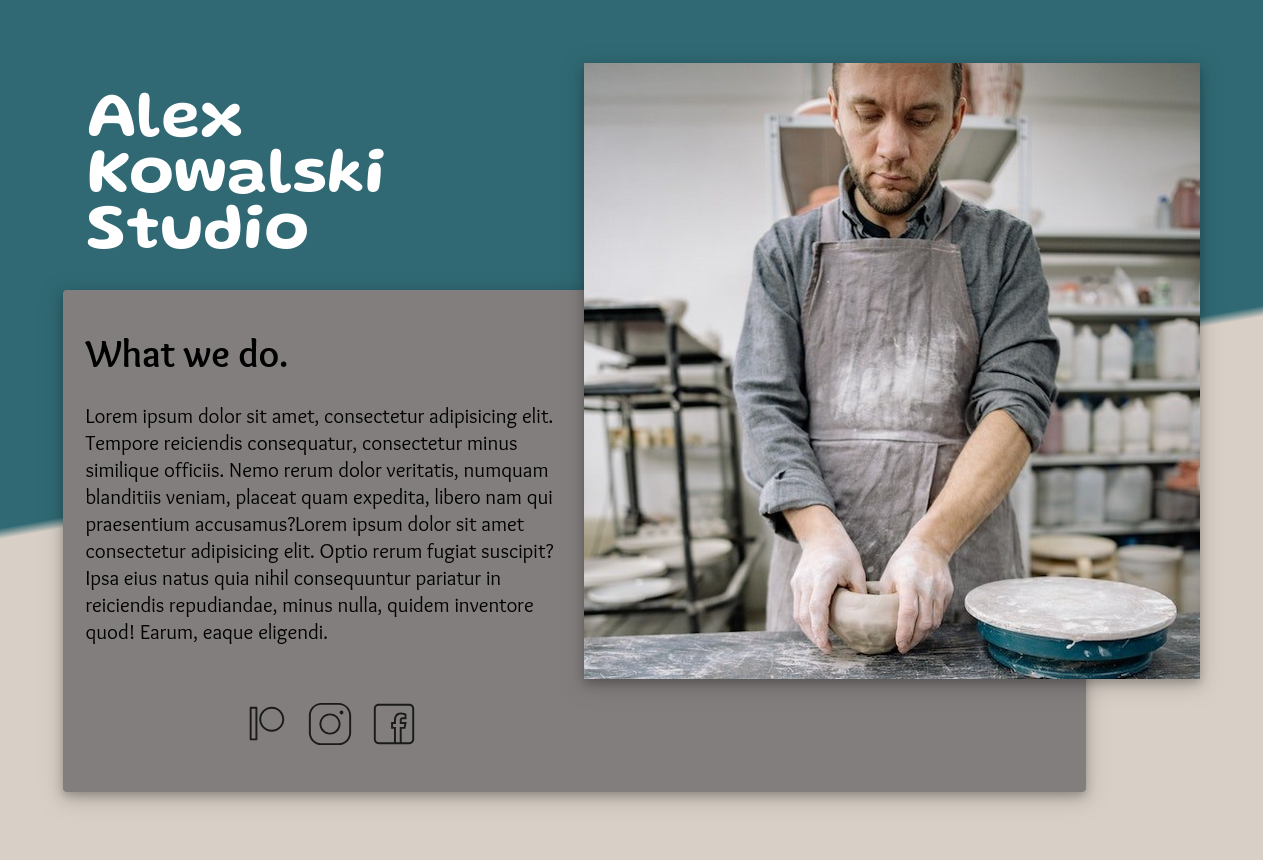 Alex
Kowalski
Studio
What we do.
Lorem ipsum dolor sit amet, consectetur adipisicing elit.
Tempore reiciendis consequatur, consectetur minus
similique officiis. Nemo rerum dolor veritatis, numquam
blanditiis veniam, placeat quam expedita, libero nam qui
praesentium accusamus?Lorem ipsum dolor sit amet
consectetur adipisicing elit. Optio rerum fugiat suscipit?
Ipsa eius natus quia nihil consequuntur pariatur in
reiciendis repudiandae, minus nulla, quidem inventore
quod! Earum, eaque eligendi.